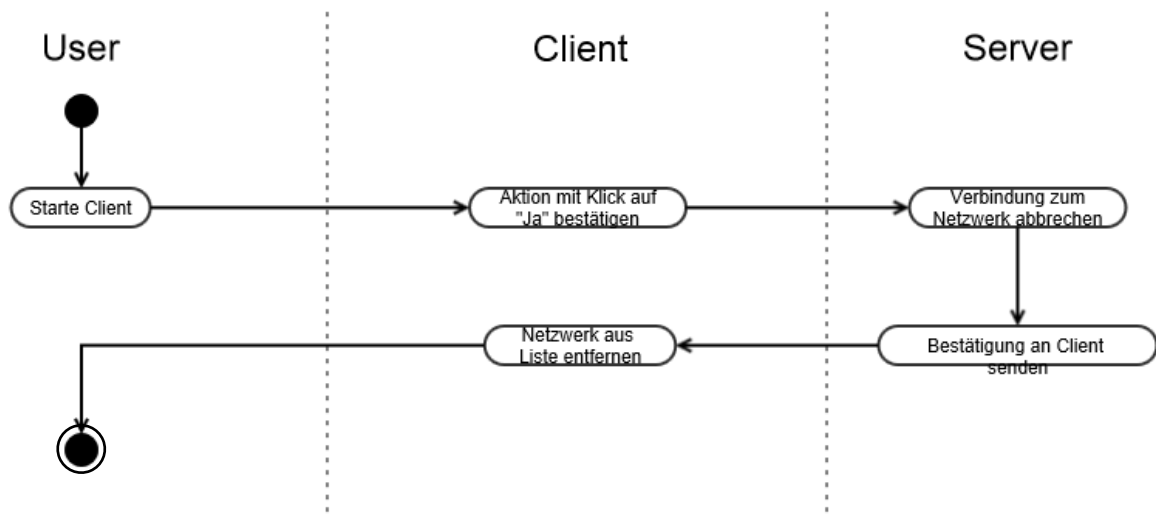 User
Client
Server
Starte Client
Aktion mit Klick auf
"Ja" bestätigen
Verbindung zum
Netzwerk abbrechen
Netzwerk aus
Liste entfernen
Bestätigung an Client
senden